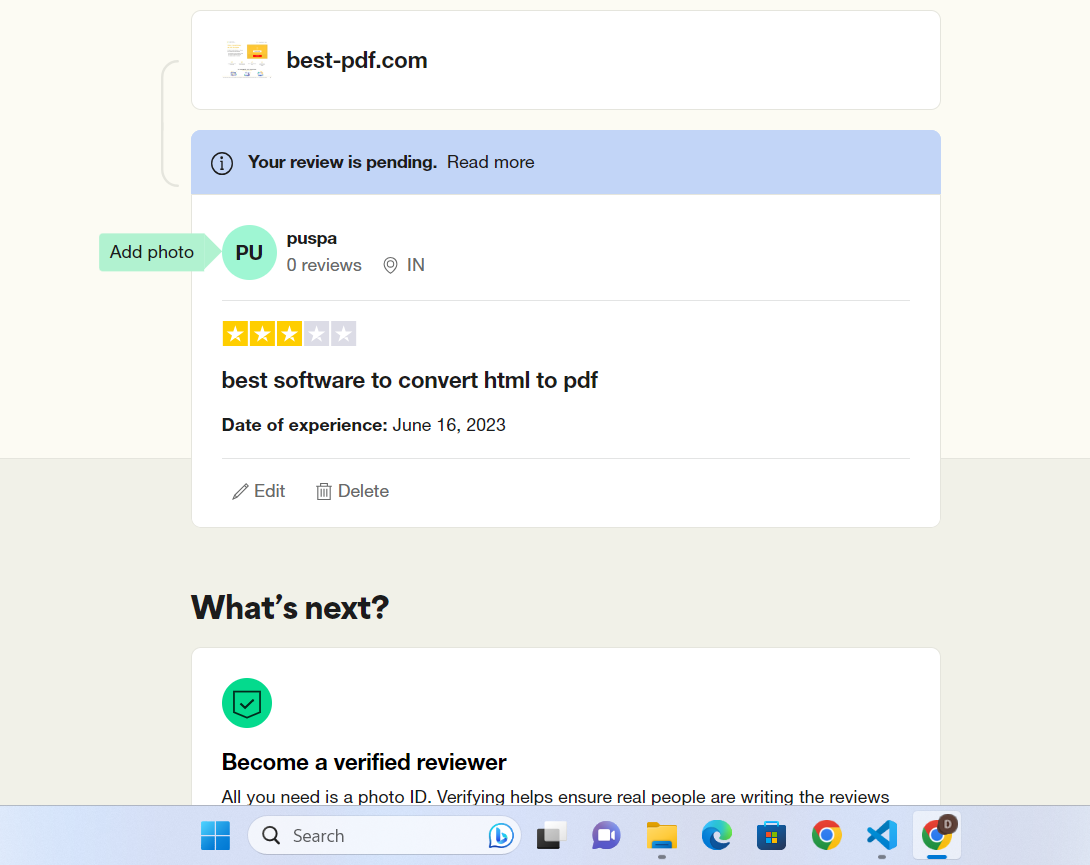 best-pdf.com
Your review is pending. Read more
Add photo
PU
puspa
0 reviews IN
best software to convert html to pdf
Date of experience: June 16, 2023
Edit Delete
What's next?
Become a verified reviewer
All you need is a photo ID. Verifying helps ensure real people are writing the reviews
Search
D